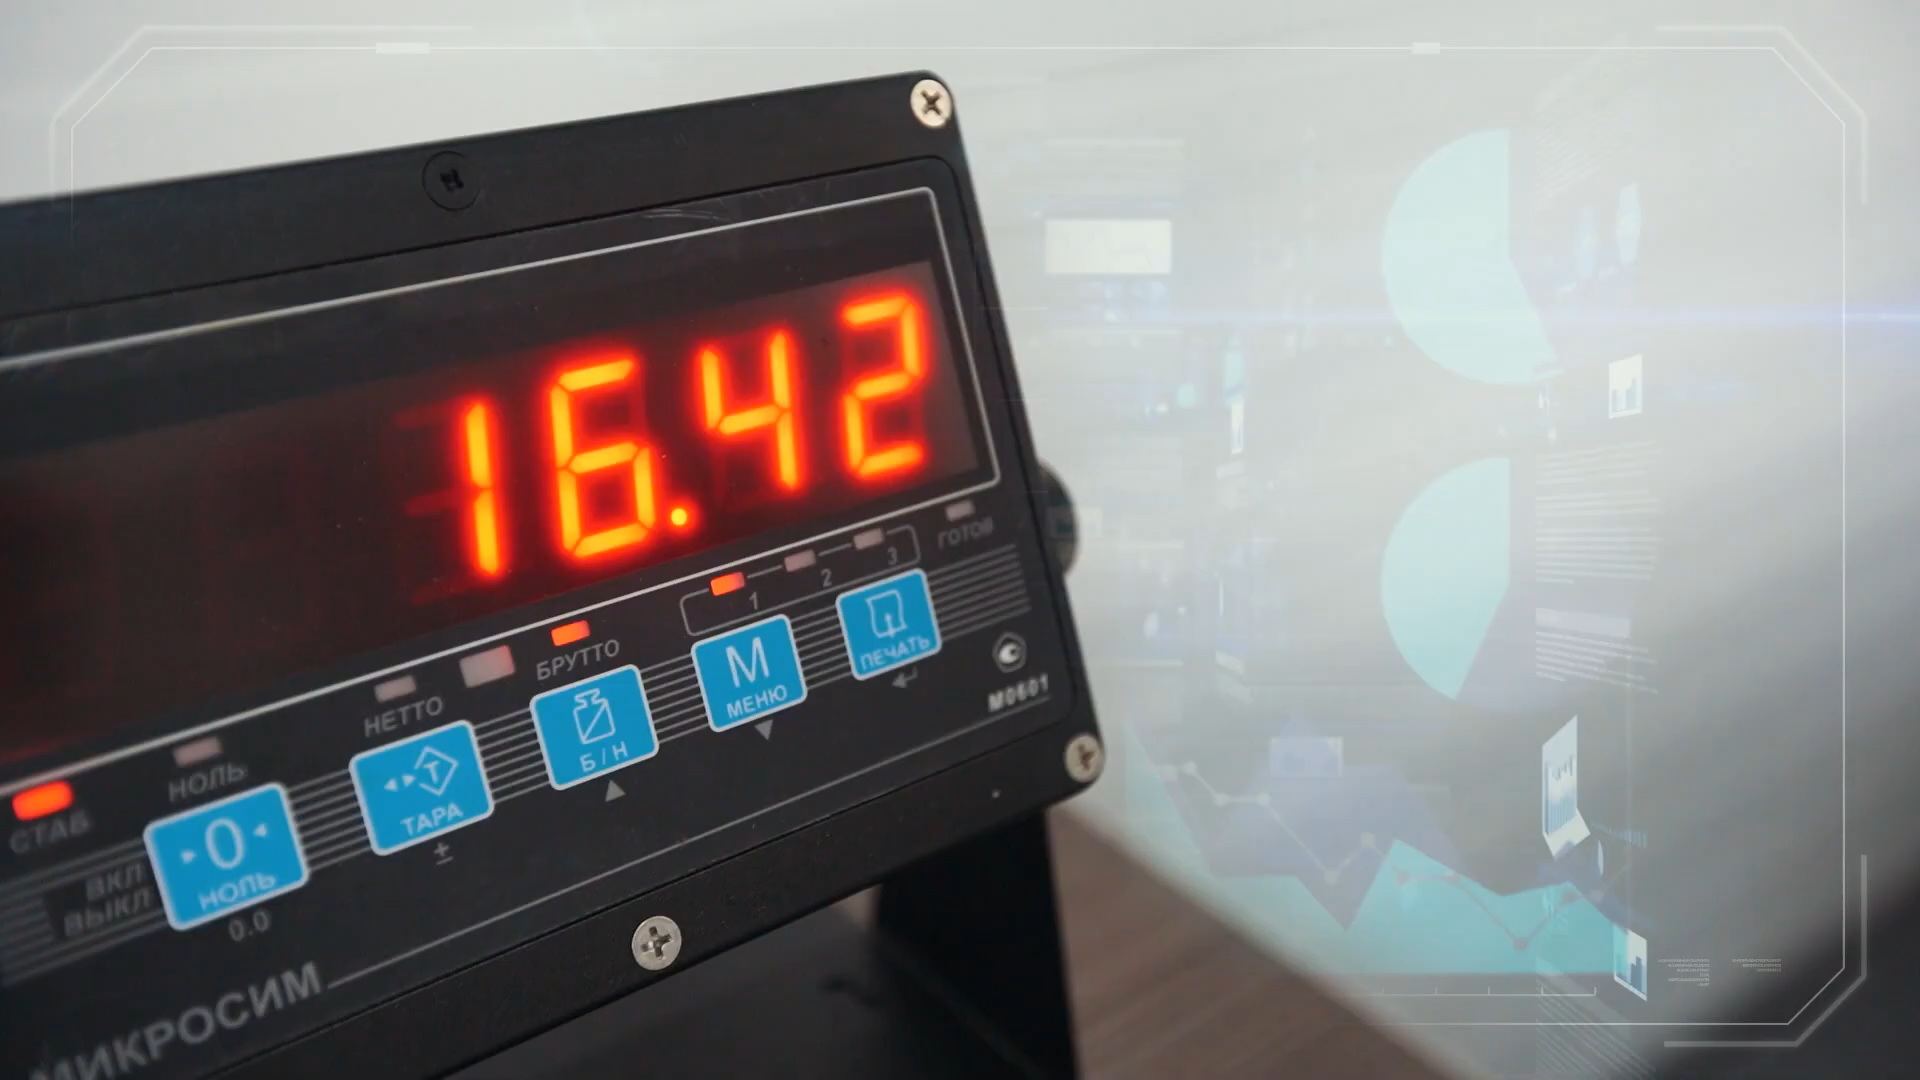 16.42
ГОТОВ
1 2 3
БРУТТО
НЕТТО
НОЛЬ
СТАБ
ПЕЧАТЬ
М
МЕНЮ
Б / Н
Т
ТАРА
±
0
НОЛЬ
0.0
ВКЛ
ВЫКЛ
М0601
МИКРОСИМ